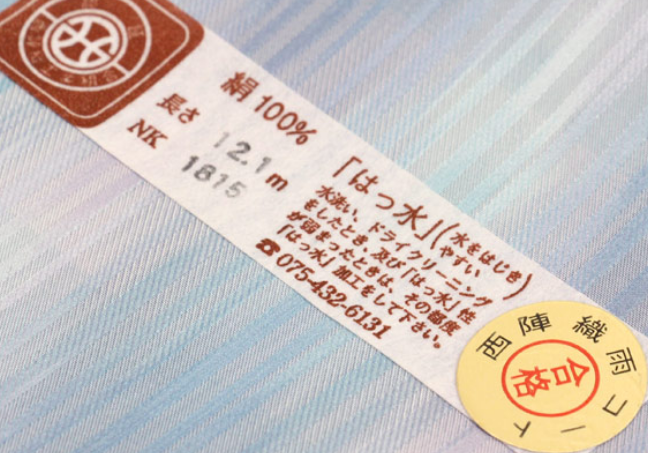 絹100%
長さ 12.1 m
NK 1815
「はっ水」(水をはじきやすい)
水洗い、ドライクリーニング
をしたとき、及び「はっ水」性
が弱まったときは、その都度
「はっ水」加工をして下さい。
☎075-432-6131
西陣織雨コート
合格